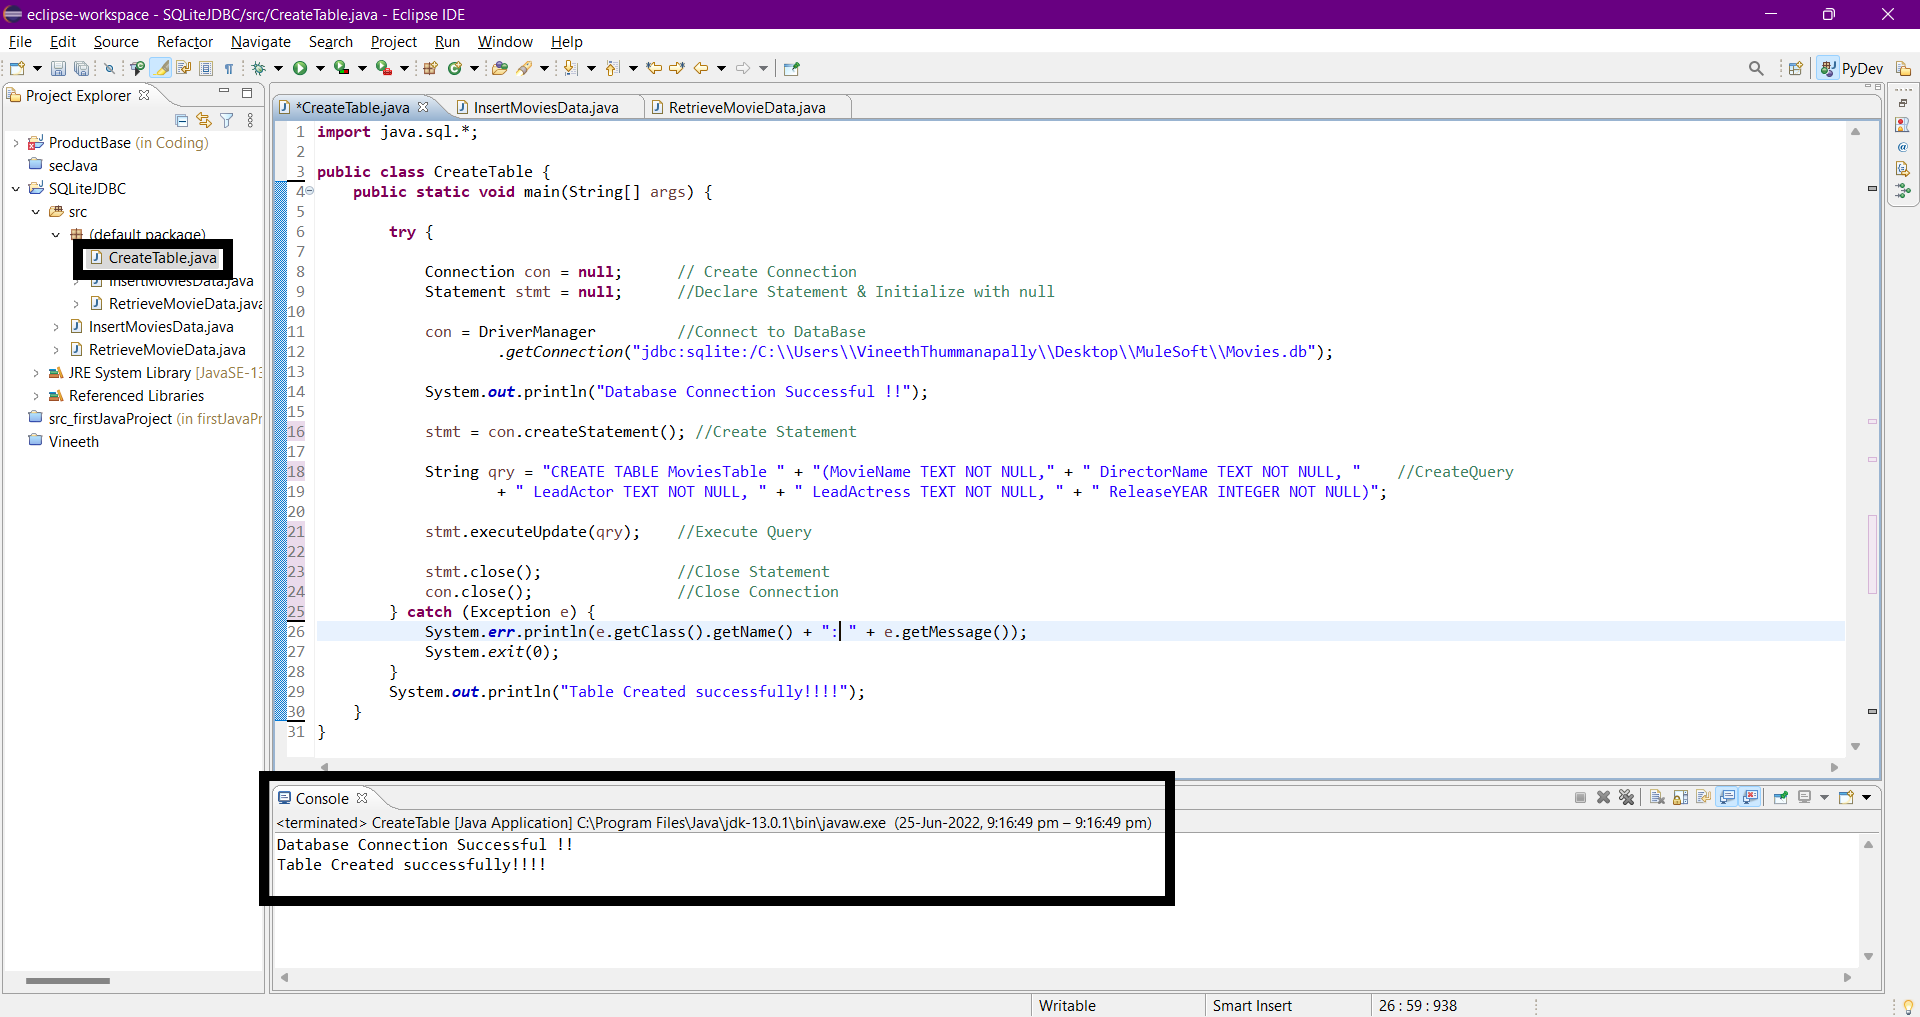 eclipse-workspace - SQLiteJDBC/src/CreateTable.java - Eclipse IDE
File Edit Source Refactor Navigate Search Project Run Window Help
PyDev
Project Explorer
ProductBase (in Coding)
secJava
SQLiteJDBC
src
(default package)
CreateTable.java
InsertMoviesData.java
RetrieveMovieData.java
InsertMoviesData.java
RetrieveMovieData.java
JRE System Library [JavaSE-13
Referenced Libraries
src_firstJavaProject (in firstJavaPr
Vineeth
*CreateTable.java InsertMoviesData.java RetrieveMovieData.java
1 import java.sql.*;
2
3 public class CreateTable {
4 public static void main(String[] args) {
5
6 try {
7
8 Connection con = null; // Create Connection
9 Statement stmt = null; //Declare Statement & Initialize with null
10
11 con = DriverManager //Connect to DataBase
12 .getConnection("jdbc:sqlite:/C:\\Users\\VineethThummanapally\\Desktop\\MuleSoft\\Movies.db");
13
14 System.out.println("Database Connection Successful !!");
15
16 stmt = con.createStatement(); //Create Statement
17
18 String qry = "CREATE TABLE MoviesTable " + "(MovieName TEXT NOT NULL," + " DirectorName TEXT NOT NULL, " //CreateQuery
19 + " LeadActor TEXT NOT NULL, " + " LeadActress TEXT NOT NULL, " + " ReleaseYEAR INTEGER NOT NULL)";
20
21 stmt.executeUpdate(qry); //Execute Query
22
23 stmt.close(); //Close Statement
24 con.close(); //Close Connection
25 } catch (Exception e) {
26 System.err.println(e.getClass().getName() + ": " + e.getMessage());
27 System.exit(0);
28 }
29 System.out.println("Table Created successfully!!!!");
30 }
31 }
Console
<terminated> CreateTable [Java Application] C:\Program Files\Java\jdk-13.0.1\bin\javaw.exe (25-Jun-2022, 9:16:49 pm – 9:16:49 pm)
Database Connection Successful !!
Table Created successfully!!!!
Writable Smart Insert 26 : 59 : 938